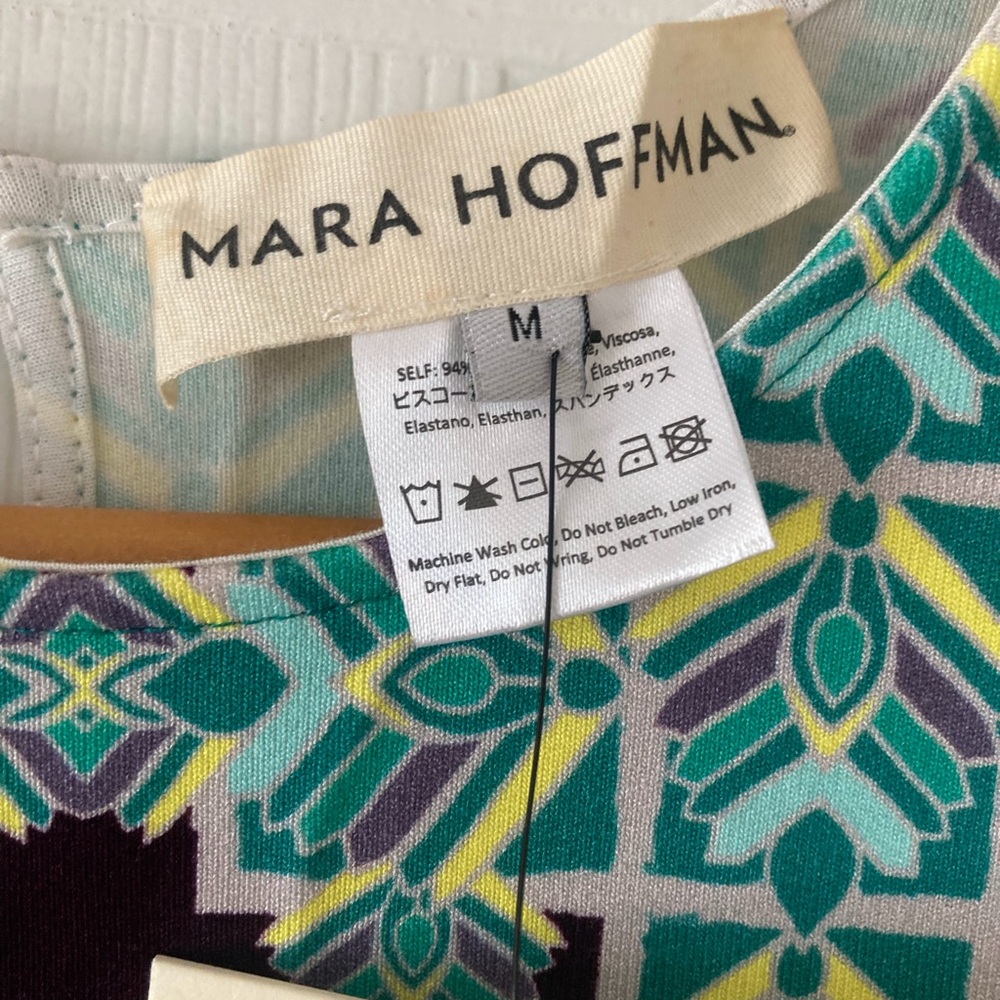 MARA HOFFMAN®
M
SELF: 94% Viscosa,
ビスコー Élasthanne,
Elastano, Elasthan, スパンデックス
Machine Wash Cold, Do Not Bleach, Low Iron,
Dry Flat, Do Not Wring, Do Not Tumble Dry